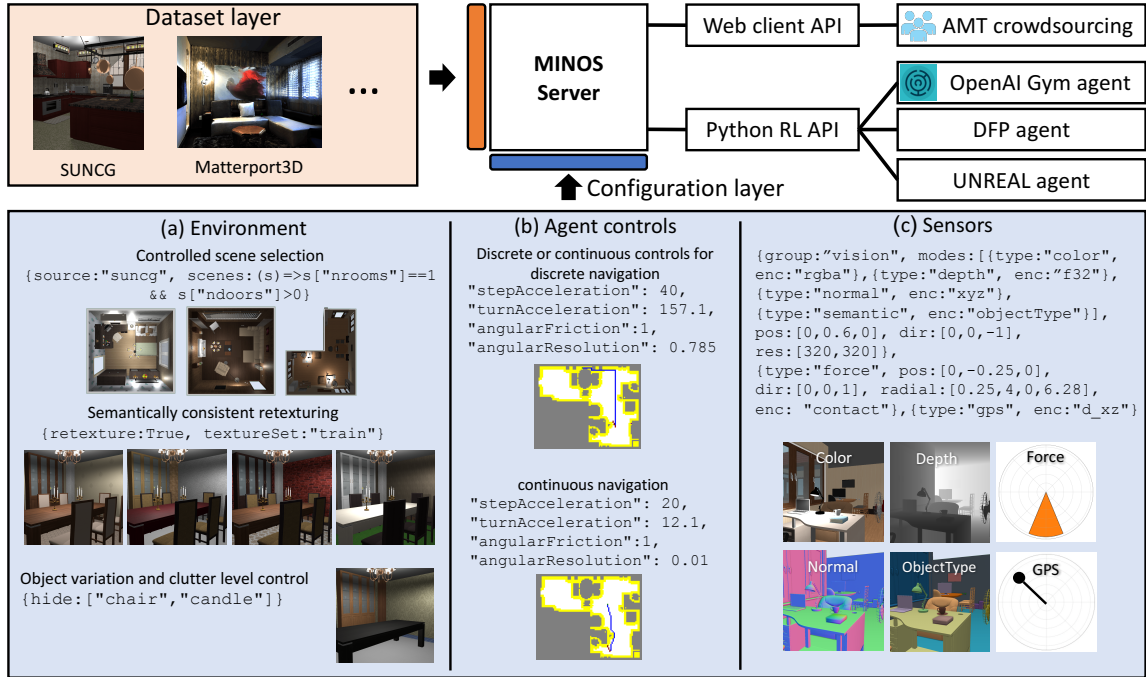 Dataset layer
SUNCG
Matterport3D
...
MINOS
Server
Web client API
AMT crowdsourcing
Python RL API
OpenAI Gym agent
DFP agent
UNREAL agent
Configuration layer
(a) Environment
Controlled scene selection
{source:"suncg", scenes:(s)=>s["nrooms"]==1
&& s["ndoors"]>0}
Semantically consistent retexturing
{retexture:True, textureSet:"train"}
Object variation and clutter level control
{hide:["chair","candle"]}
(b) Agent controls
Discrete or continuous controls for
discrete navigation
"stepAcceleration": 40,
"turnAcceleration": 157.1,
"angularFriction":1,
"angularResolution": 0.785
continuous navigation
"stepAcceleration": 20,
"turnAcceleration": 12.1,
"angularFriction":1,
"angularResolution": 0.01
(c) Sensors
{group:”vision", modes:[{type:"color",
enc:"rgba"},{type:"depth", enc:”f32"},
{type:"normal", enc:"xyz"},
{type:"semantic", enc:"objectType"}],
pos:[0,0.6,0], dir:[0,0,-1],
res:[320,320]},
{type:"force", pos:[0,-0.25,0],
dir:[0,0,1], radial:[0.25,4,0,6.28],
enc: "contact"},{type:"gps", enc:"d_xz"}
Color
Depth
Force
Normal
ObjectType
GPS